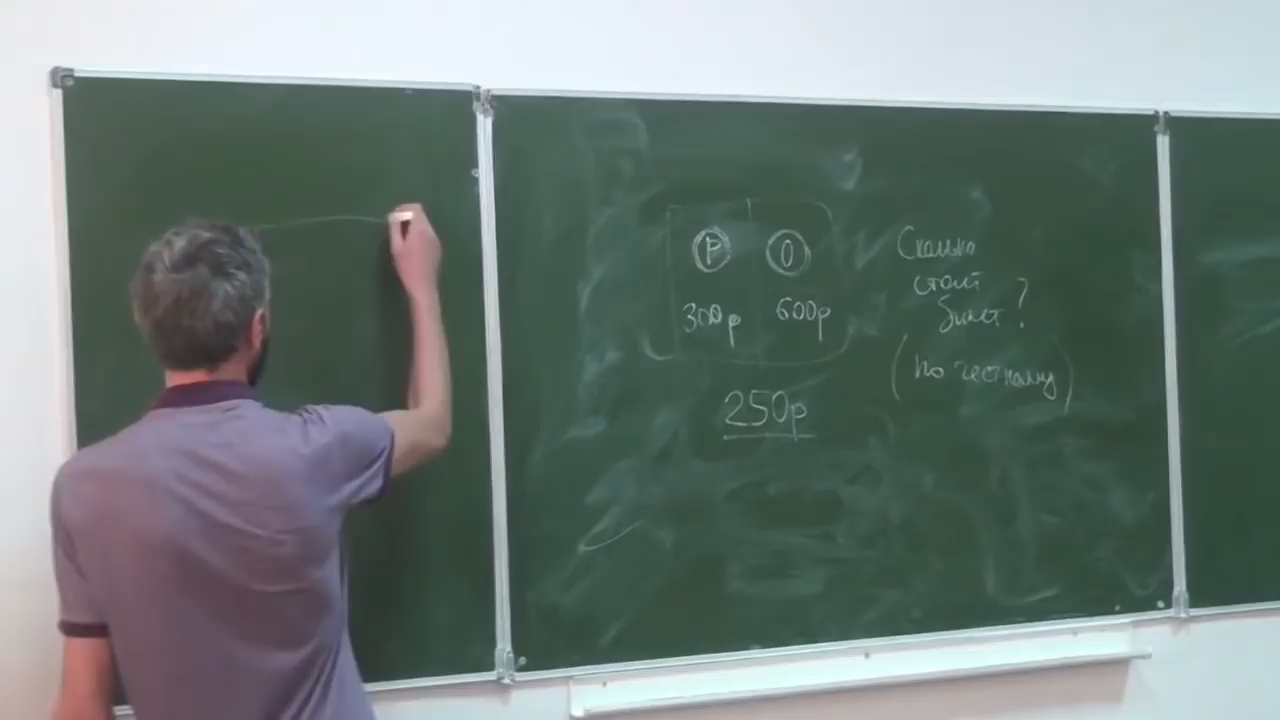 Р О
300р 600р
250р
Сколько
стоит
билет?
(по честному)